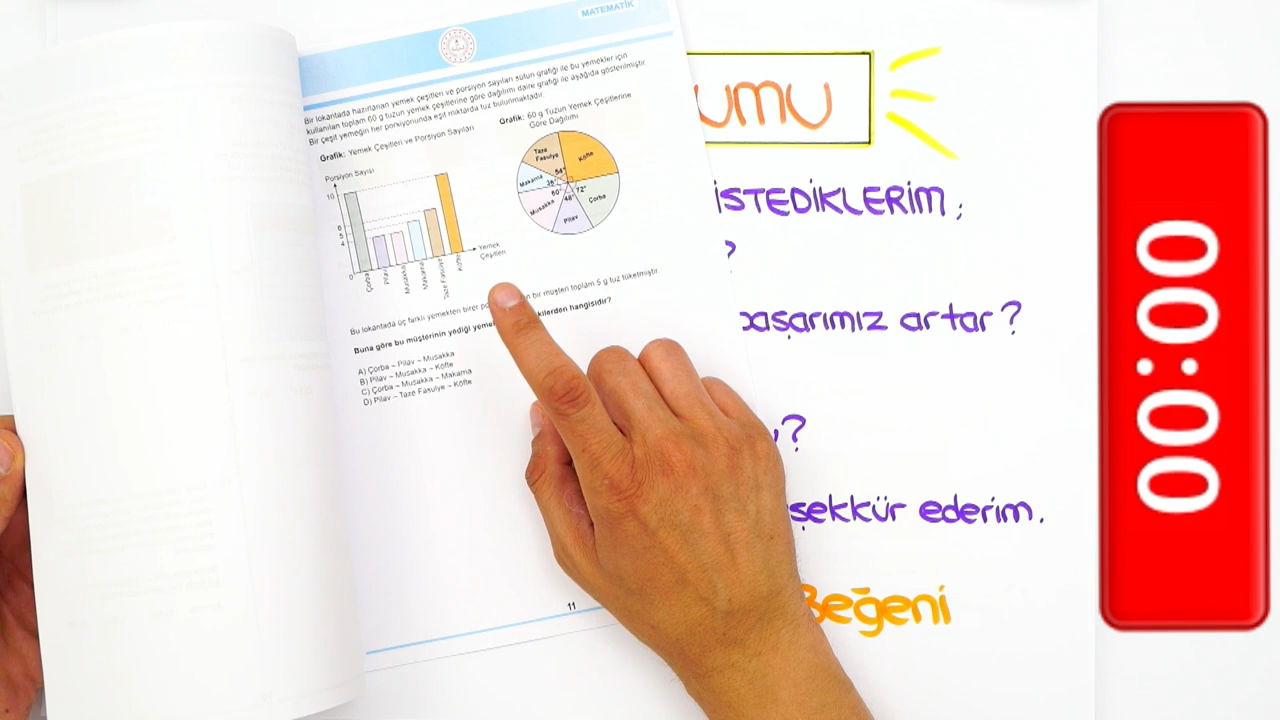 MATEMATİK
Bir lokantada hazırlanan yemek çeşitleri ve porsiyon sayıları sütun grafiği ile bu yemekler için
kullanılan toplam 60 g tuzun yemek çeşitlerine göre dağılımı daire grafiği ile aşağıda gösterilmiştir.
Bir çeşit yemeğin her porsiyonunda eşit miktarda tuz bulunmaktadır.
Grafik: Yemek Çeşitleri ve Porsiyon Sayıları
Porsiyon Sayısı
10
6
5
4
0
Çorba
Pilav
Musakka
Makarna
Taze Fasulye
Köfte
Yemek
Çeşitleri
Grafik: 60 g Tuzun Yemek Çeşitlerine
Göre Dağılımı
Taze
Fasulye
Köfte
Makarna
Musakka
Pilav
Çorba
54°
36°
60°
48°
72°
Bu lokantada üç farklı yemekten birer bir müşteri toplam 5 g tuz tüketmiştir.
Buna göre bu müşterinin yediği hangisidir?
A) Çorba – Pilav – Musakka
B) Pilav – Musakka – Köfte
C) Çorba – Musakka – Makarna
D) Pilav – Taze Fasulye – Köfte
11
UMU
İSTEDİKLERİM;
?
artar?
?
ederim.
Beğeni
00:00